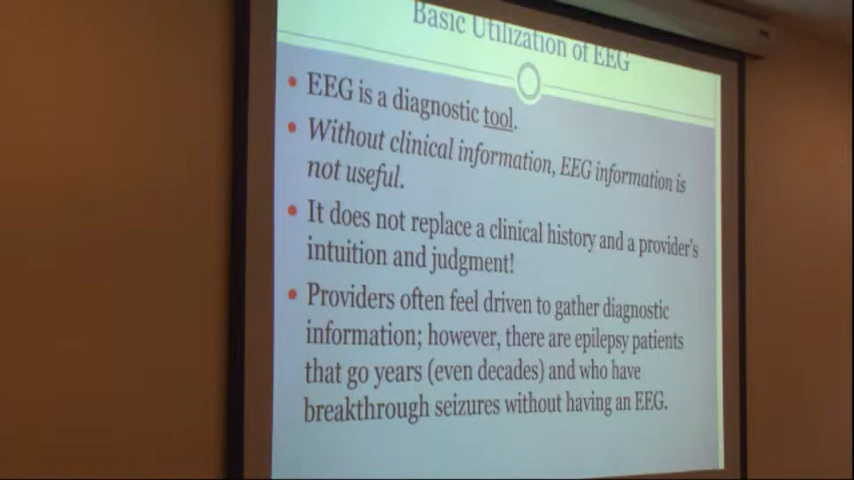 Basic Utilization of EEG
• EEG is a diagnostic tool.
• Without clinical information, EEG information is
not useful.
• It does not replace a clinical history and a provider's
intuition and judgment!
• Providers often feel driven to gather diagnostic
information; however, there are epilepsy patients
that go years (even decades) and who have
breakthrough seizures without having an EEG.